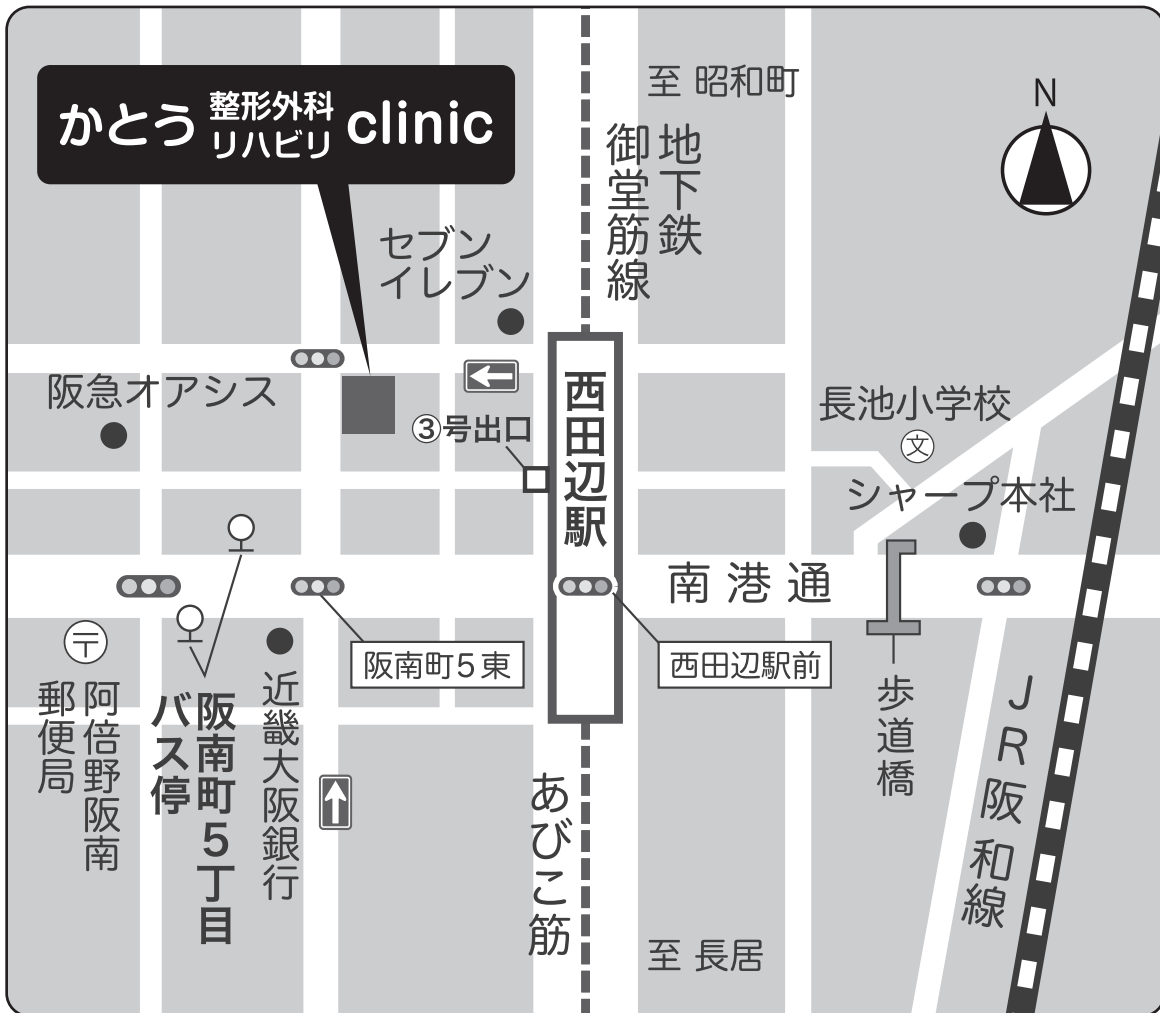 かとう 整形外科 リハビリ clinic
至 昭和町
N
地下鉄
御堂筋線
セブン
イレブン
阪急オアシス
③号出口
西田辺駅
長池小学校
文
シャープ本社
南港通
阪南町5東
西田辺駅前
〒
阿倍野阪南
郵便局
阪南町5丁目
バス停
近畿大阪銀行
歩道橋
JR阪和線
あびこ筋
至 長居